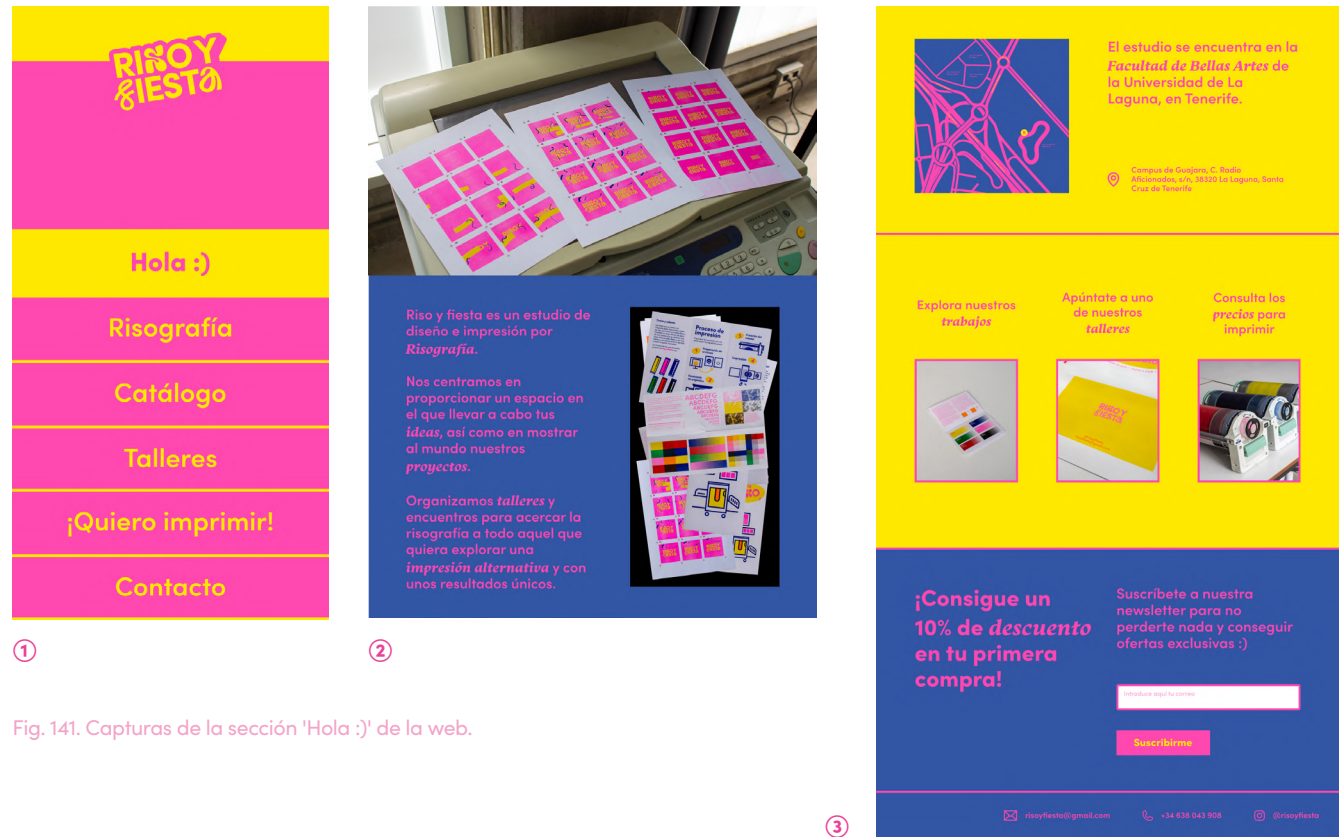 RISOY
FIESTA
Hola :)
Risografía
Catálogo
Talleres
¡Quiero imprimir!
Contacto
1
Riso y fiesta es un estudio de
diseño e impresión por
Risografía.
Nos centramos en
proporcionar un espacio en
el que llevar a cabo tus
ideas, así como en mostrar
al mundo nuestros
proyectos.
Organizamos talleres y
encuentros para acercar la
risografía a todo aquel que
quiera explorar una
impresión alternativa y con
unos resultados únicos.
Proceso de
impresión
ABCDEFG
2
Fig. 141. Capturas de la sección 'Hola :)' de la web.
El estudio se encuentra en la
Facultad de Bellas Artes de
la Universidad de La
Laguna, en Tenerife.
Campus de Guajara, C. Radio
Aficionados, s/n, 38320 La Laguna, Santa
Cruz de Tenerife
Explora nuestros
trabajos
Apúntate a uno
de nuestros
talleres
Consulta los
precios para
imprimir
RISOY
FIESTA
¡Consigue un
10% de descuento
en tu primera
compra!
Suscríbete a nuestra
newsletter para no
perderte nada y conseguir
ofertas exclusivas :)
Introduce aquí tu correo
Suscribirme
risoyfiesta@gmail.com
+34 638 043 908
@risoyfiesta
3